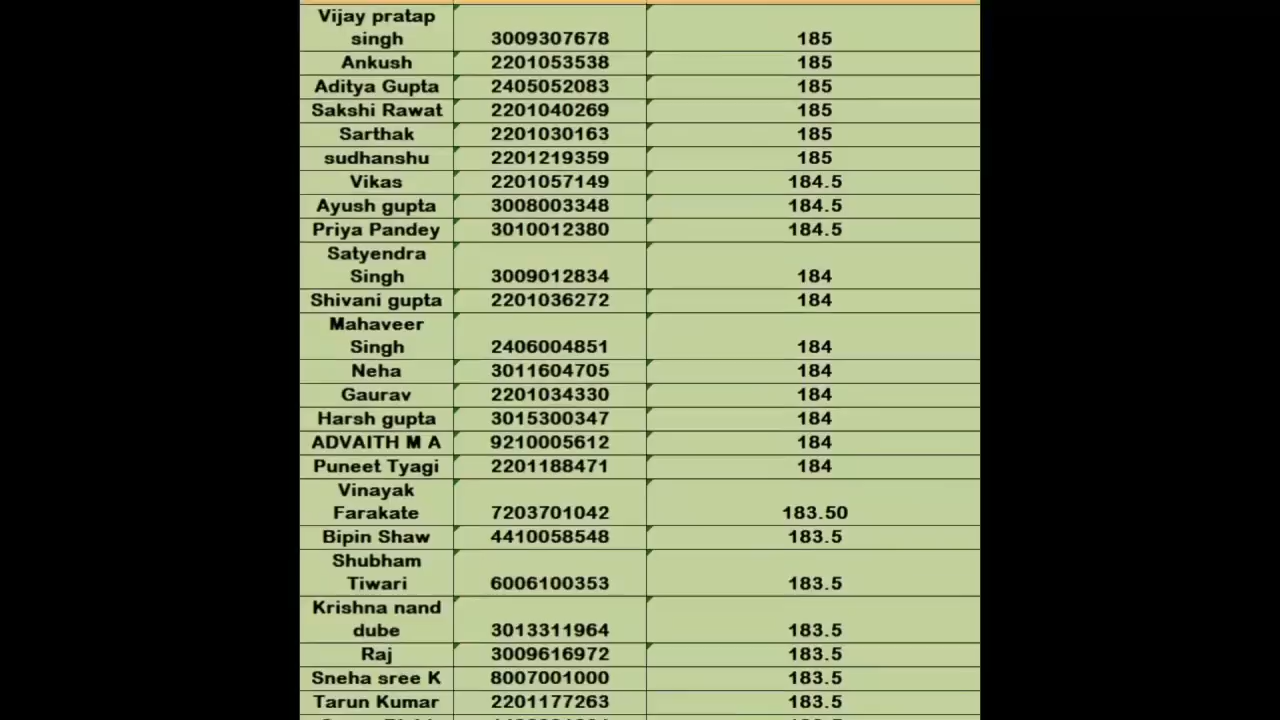 Vijay pratap
singh 3009307678 185
Ankush 2201053538 185
Aditya Gupta 2405052083 185
Sakshi Rawat 2201040269 185
Sarthak 2201030163 185
sudhanshu 2201219359 185
Vikas 2201057149 184.5
Ayush gupta 3008003348 184.5
Priya Pandey 3010012380 184.5
Satyendra
Singh 3009012834 184
Shivani gupta 2201036272 184
Mahaveer
Singh 2406004851 184
Neha 3011604705 184
Gaurav 2201034330 184
Harsh gupta 3015300347 184
ADVAITH M A 9210005612 184
Puneet Tyagi 2201188471 184
Vinayak
Farakate 7203701042 183.50
Bipin Shaw 4410058548 183.5
Shubham
Tiwari 6006100353 183.5
Krishna nand
dube 3013311964 183.5
Raj 3009616972 183.5
Sneha sree K 8007001000 183.5
Tarun Kumar 2201177263 183.5